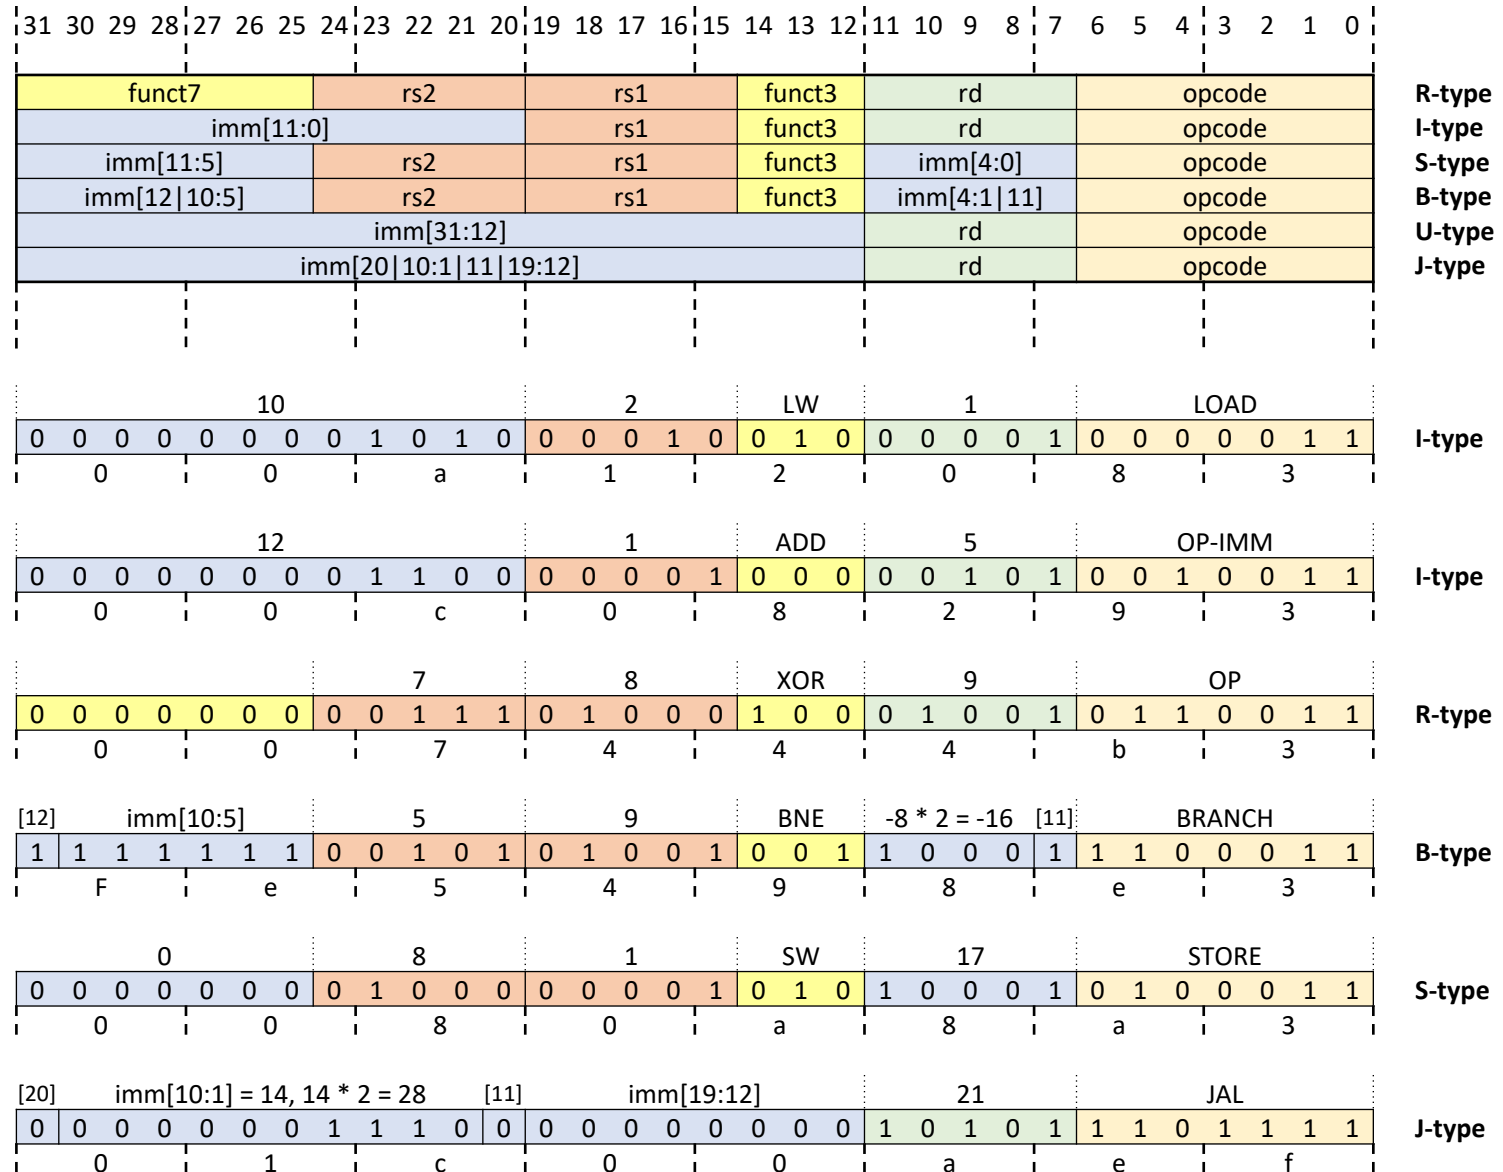 31 30 29 28 27 26 25 24 23 22 21 20 19 18 17 16 15 14 13 12 11 10 9 8 7 6 5 4 3 2 1 0
funct7 rs2 rs1 funct3 rd opcode R-type
imm[11:0] rs1 funct3 rd opcode I-type
imm[11:5] rs2 rs1 funct3 imm[4:0] opcode S-type
imm[12|10:5] rs2 rs1 funct3 imm[4:1|11] opcode B-type
imm[31:12] rd opcode U-type
imm[20|10:1|11|19:12] rd opcode J-type
10 2 LW 1 LOAD
0 0 0 0 0 0 0 0 1 0 1 0 0 0 0 1 0 0 1 0 0 0 0 0 1 0 0 0 0 0 1 1 I-type
0 0 a 1 2 0 8 3
12 1 ADD 5 OP-IMM
0 0 0 0 0 0 0 0 1 1 0 0 0 0 0 0 1 0 0 0 0 0 1 0 1 0 0 1 0 0 1 1 I-type
0 0 c 0 8 2 9 3
7 8 XOR 9 OP
0 0 0 0 0 0 0 0 0 1 1 1 0 1 0 0 0 1 0 0 0 1 0 0 1 0 1 1 0 0 1 1 R-type
0 0 7 4 4 4 b 3
[12] imm[10:5] 5 9 BNE -8 * 2 = -16 [11] BRANCH
1 1 1 1 1 1 1 0 0 1 0 1 0 1 0 0 1 0 0 1 1 0 0 0 1 1 1 0 0 0 1 1 B-type
F e 5 4 9 8 e 3
0 8 1 SW 17 STORE
0 0 0 0 0 0 0 0 1 0 0 0 0 0 0 0 1 0 1 0 1 0 0 0 1 0 1 0 0 0 1 1 S-type
0 0 8 0 a 8 a 3
[20] imm[10:1] = 14, 14 * 2 = 28 [11] imm[19:12] 21 JAL
0 0 0 0 0 0 0 1 1 1 0 0 0 0 0 0 0 0 0 0 1 0 1 0 1 1 1 0 1 1 1 1 J-type
0 1 c 0 0 a e f